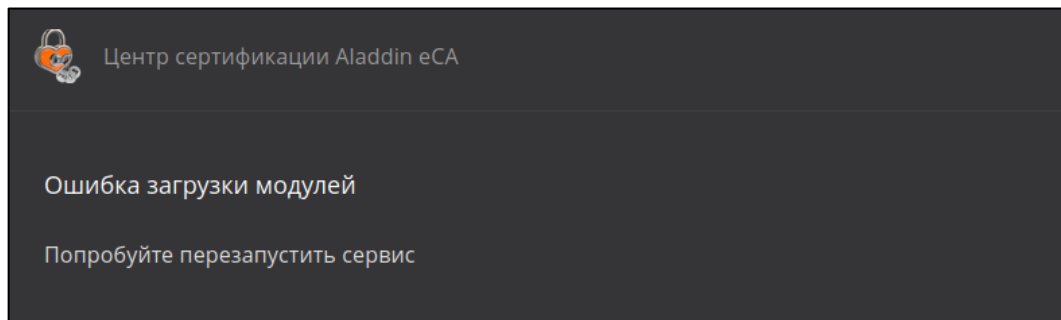 Центр сертификации Aladdin eCA
Ошибка загрузки модулей
Попробуйте перезапустить сервис